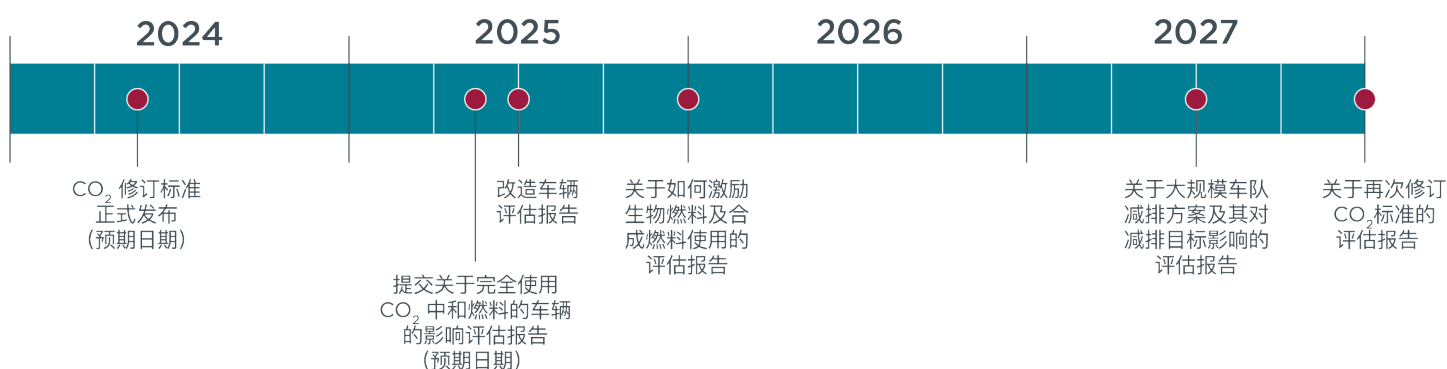 2024
2025
2026
2027
CO₂ 修订标准
正式发布
（预期日期）
提交关于完全使用
CO₂ 中和燃料的车辆
的影响评估报告
（预期日期）
改造车辆
评估报告
关于如何激励
生物燃料及合
成燃料使用的
评估报告
关于大规模车队
减排方案及其对
减排目标影响的
评估报告
关于再次修订
CO₂标准的
评估报告